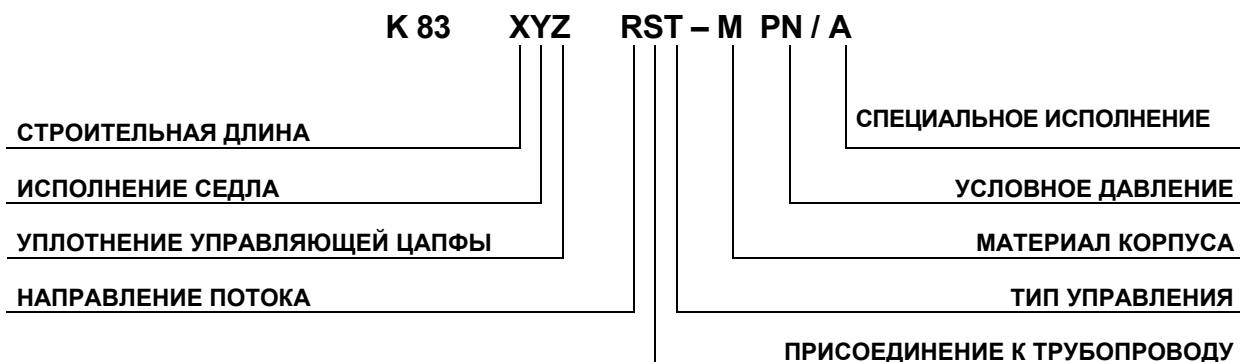 K 83 XYZ RST – M PN / A
СТРОИТЕЛЬНАЯ ДЛИНА
СПЕЦИАЛЬНОЕ ИСПОЛНЕНИЕ
ИСПОЛНЕНИЕ СЕДЛА
УСЛОВНОЕ ДАВЛЕНИЕ
УПЛОТНЕНИЕ УПРАВЛЯЮЩЕЙ ЦАПФЫ
МАТЕРИАЛ КОРПУСА
НАПРАВЛЕНИЕ ПОТОКА
ТИП УПРАВЛЕНИЯ
ПРИСОЕДИНЕНИЕ К ТРУБОПРОВОДУ